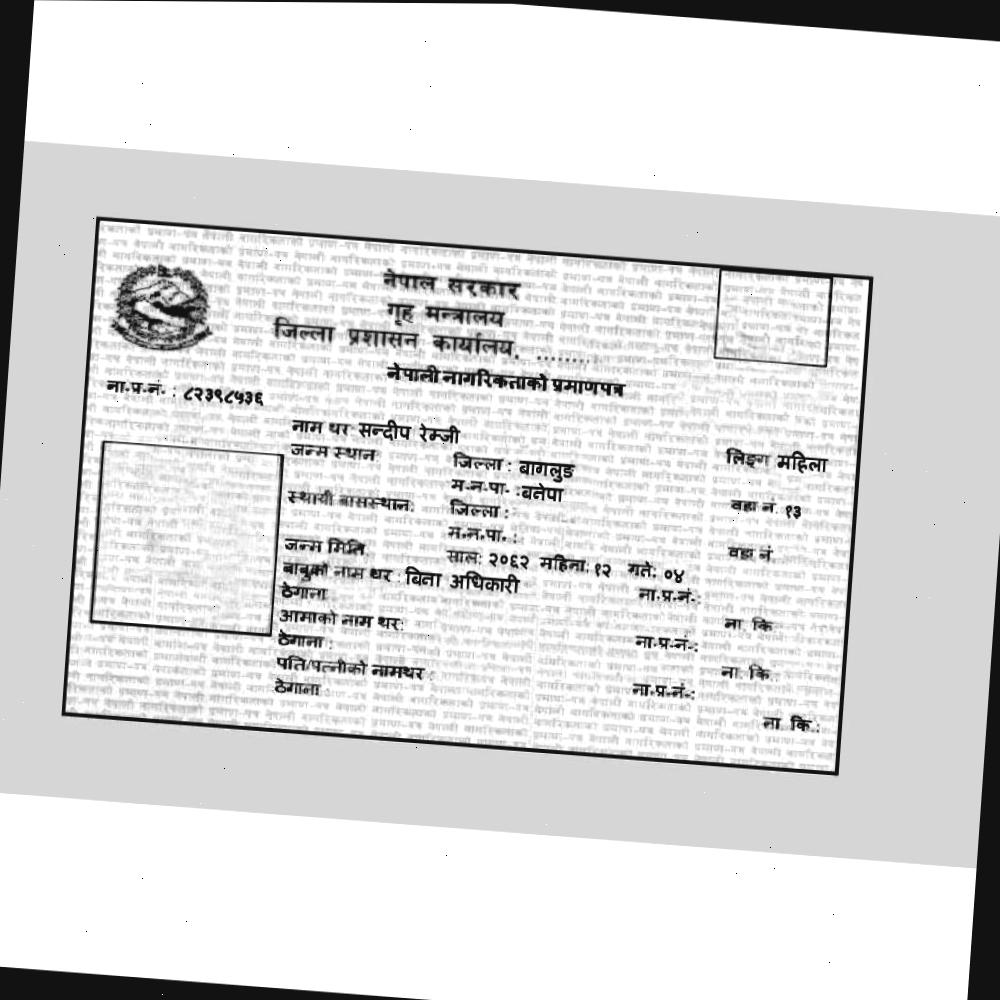 नेपाल सरकार
गृह मन्त्रालय
जिल्ला प्रशासन कार्यालय, ........
नेपाली नागरिकताको प्रमाणपत्र
ना.प्र.नं. : ८२३९८५३६
नाम थर: सन्दीप रेम्जी लिङ्ग महिला
जन्म स्थान: जिल्ला : बागलुङ
म.न.पा. :बनेपा वडा नं. १३
स्थायी बासस्थान: जिल्ला :
म.न.पा. : वडा नं.
जन्म मिति: साल: २०६२ महिना: १२ गते: ०४
बाबुको नाम थर : बिना अधिकारी ना.प्र.नं.:
ठेगाना: ना. कि.:
आमाको नाम थर: ना.प्र.नं.:
ठेगाना : ना. कि.:
पति/पत्नीको नामथर : ना.प्र.नं.:
ठेगाना : ना. कि.: